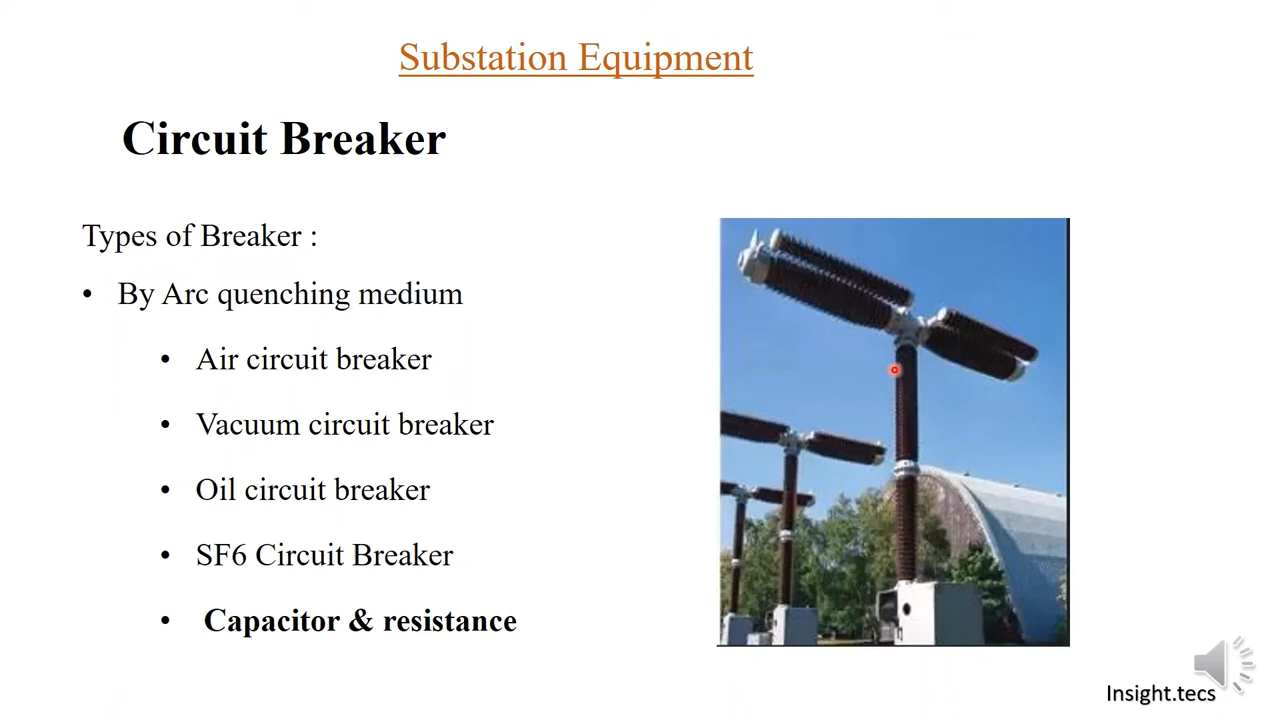 Substation Equipment
Circuit Breaker
Types of Breaker :
• By Arc quenching medium
• Air circuit breaker
• Vacuum circuit breaker
• Oil circuit breaker
• SF6 Circuit Breaker
• Capacitor & resistance
Insight.tecs